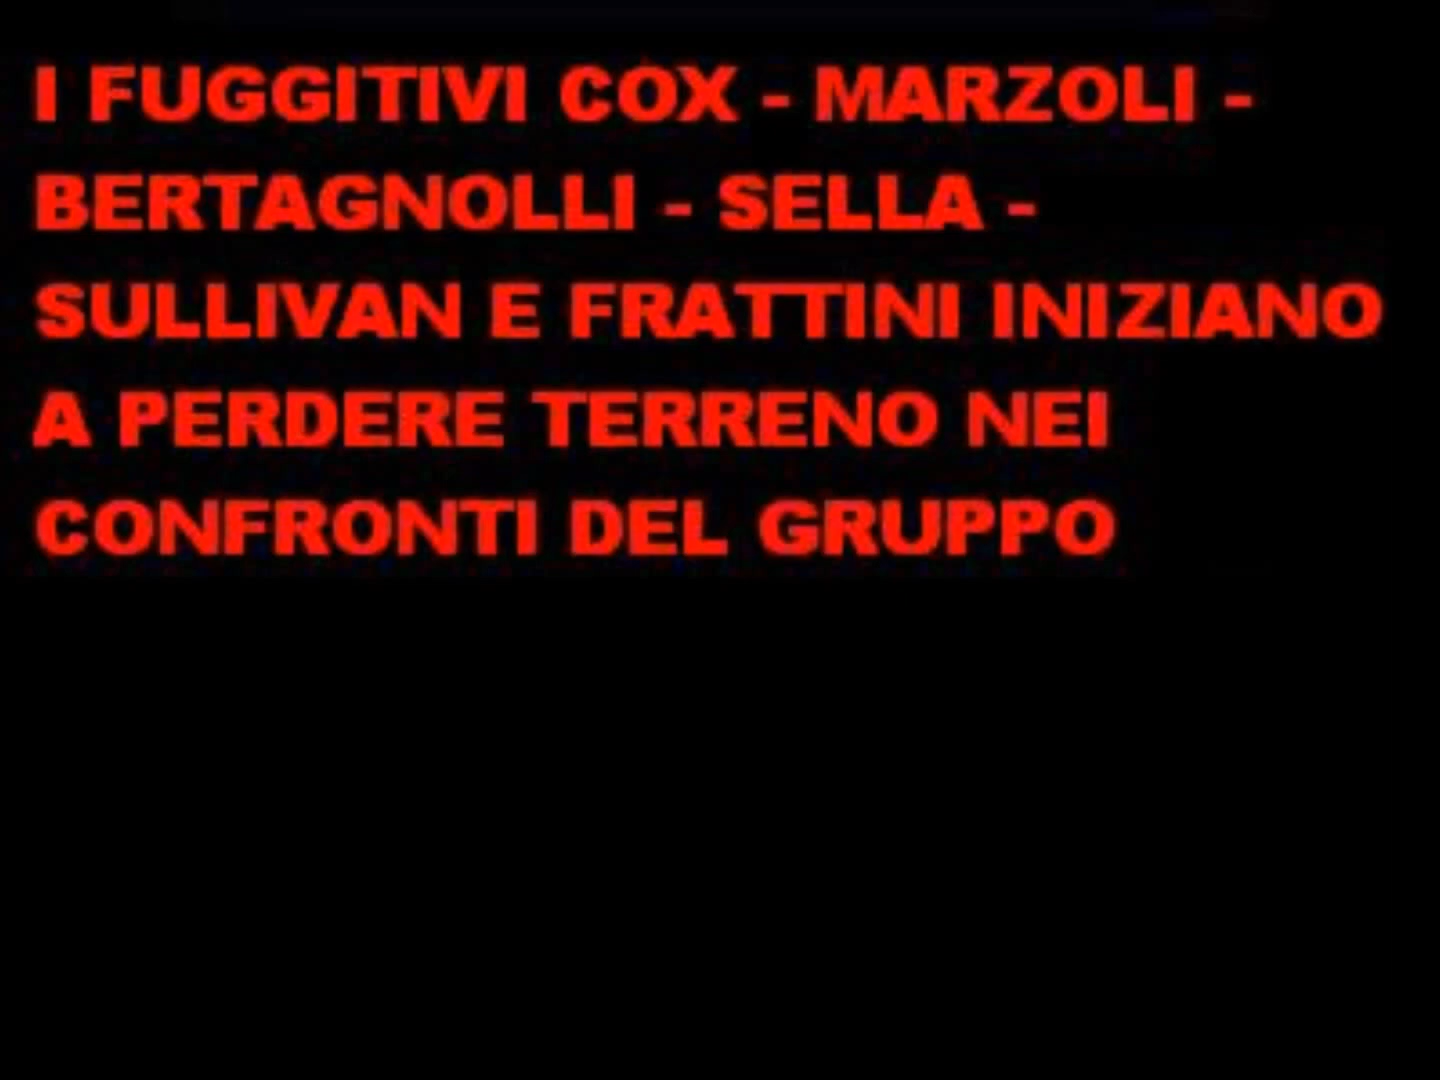 I FUGGITIVI COX - MARZOLI -
BERTAGNOLLI - SELLA -
SULLIVAN E FRATTINI INIZIANO
A PERDERE TERRENO NEI
CONFRONTI DEL GRUPPO